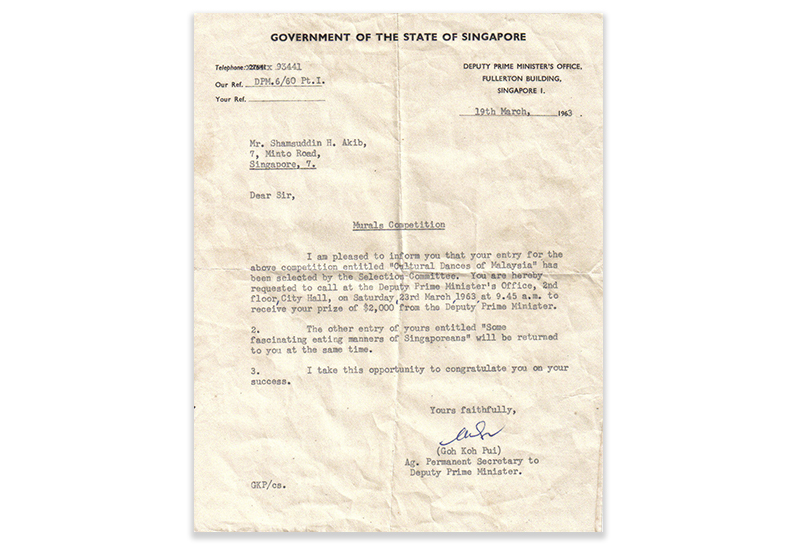 GOVERNMENT OF THE STATE OF SINGAPORE
Telephone: 93441
Our Ref. DPM.6/60 Pt.I.
Your Ref.
DEPUTY PRIME MINISTER'S OFFICE,
FULLERTON BUILDING,
SINGAPORE 1.
19th March, 1963.
Mr. Shamsuddin H. Akib,
7, Minto Road,
Singapore, 7.
Dear Sir,
Murals Competition
I am pleased to inform you that your entry for the
above competition entitled "Cultural Dances of Malaysia" has
been selected by the Selection Committee. You are hereby
requested to call at the Deputy Prime Minister's Office, 2nd
floor, City Hall, on Saturday, 23rd March 1963, at 9.45 a.m. to
receive your prize of $2,000 from the Deputy Prime Minister.
2. The other entry of yours entitled "Some
fascinating eating manners of Singaporeans" will be returned
to you at the same time.
3. I take this opportunity to congratulate you on your
success.
Yours faithfully,
(Goh Koh Pui)
Ag. Permanent Secretary to
Deputy Prime Minister.
GKP/cs.